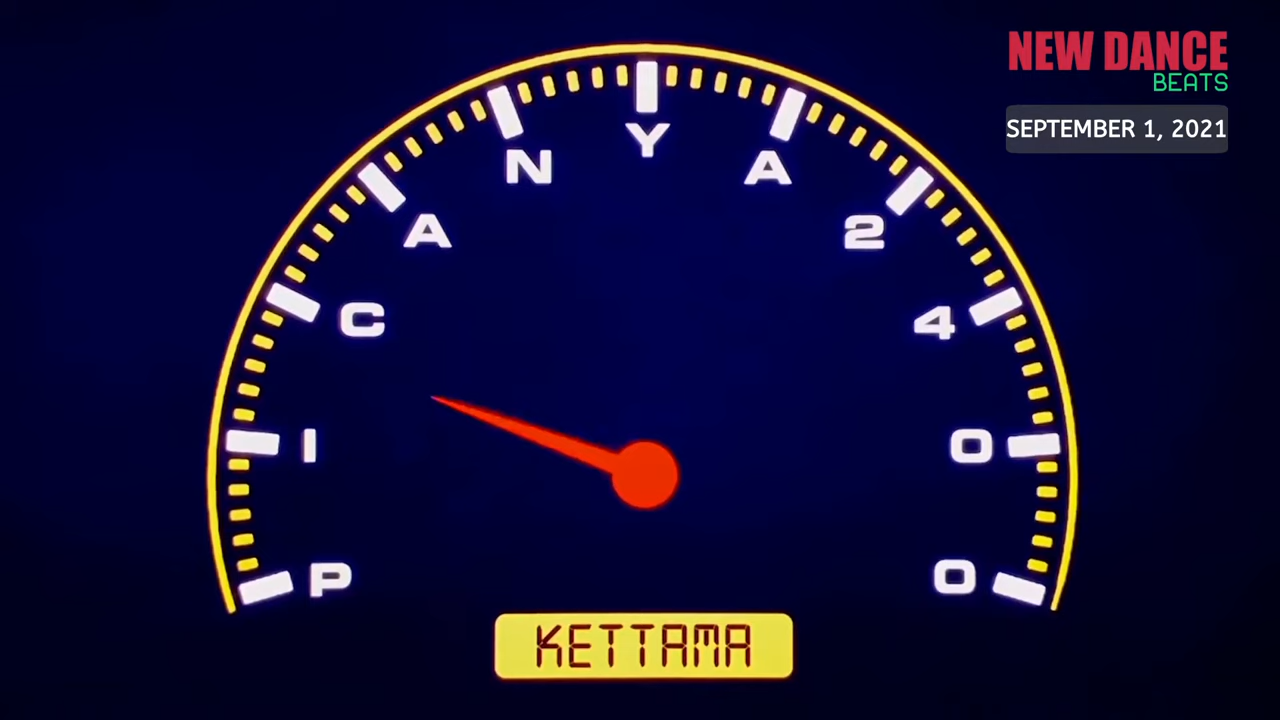 NEW DANCE
BEATS
SEPTEMBER 1, 2021
P I C A N Y A 2 4 0 0
KETTAMA